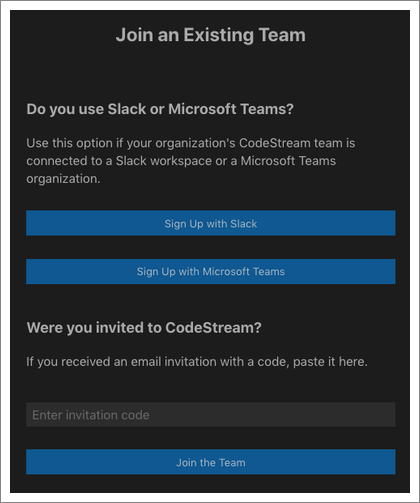 Join an Existing Team
Do you use Slack or Microsoft Teams?
Use this option if your organization's CodeStream team is
connected to a Slack workspace or a Microsoft Teams
organization.
Sign Up with Slack
Sign Up with Microsoft Teams
Were you invited to CodeStream?
If you received an email invitation with a code, paste it here.
Enter invitation code
Join the Team